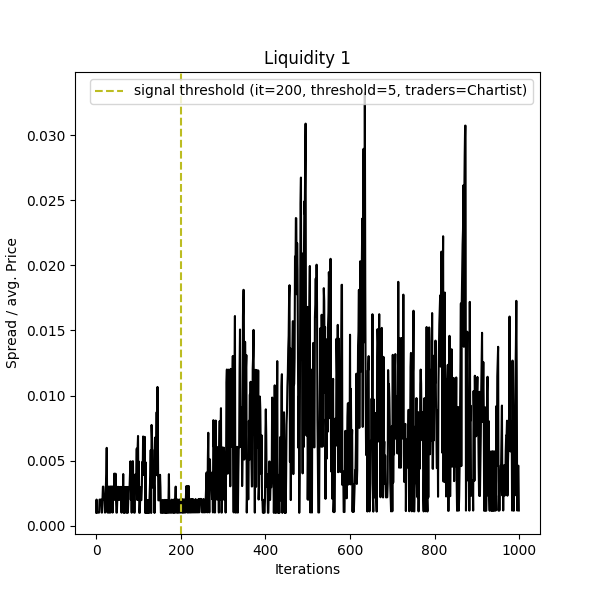 Liquidity 1
signal threshold (it=200, threshold=5, traders=Chartist)
0.030
0.025
0.020
0.015
0.010
0.005
0.000
Spread / avg. Price
0 200 400 600 800 1000
Iterations